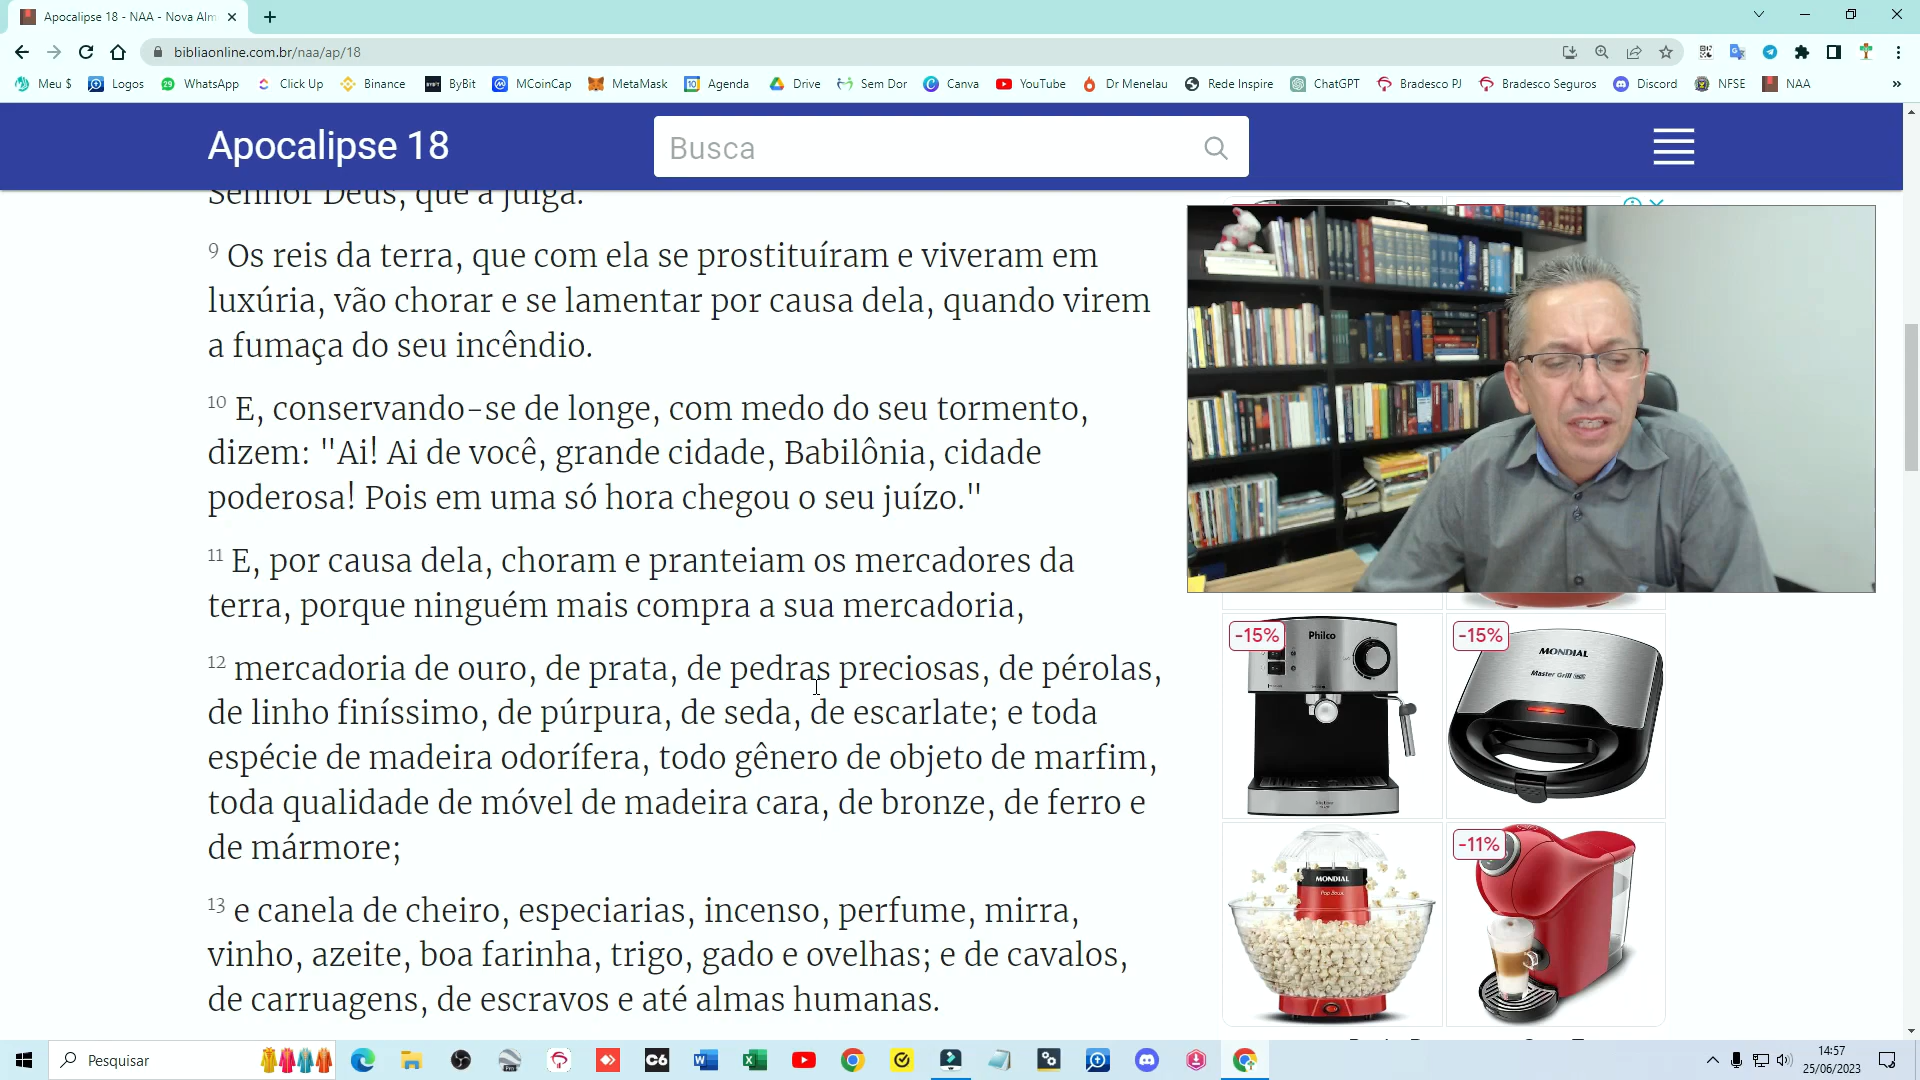 Apocalipse 18 - NAA - Nova Alm
bibliaonline.com.br/naa/ap/18
Meu $ Logos WhatsApp Click Up Binance ByBit MCoinCap MetaMask Agenda Drive Sem Dor Canva YouTube Dr Menelau Rede Inspire ChatGPT Bradesco PJ Bradesco Seguros Discord NFSE NAA »
Apocalipse 18
Busca
Senhor Deus, que a julga.
9 Os reis da terra, que com ela se prostituíram e viveram em
luxúria, vão chorar e se lamentar por causa dela, quando virem
a fumaça do seu incêndio.
10 E, conservando-se de longe, com medo do seu tormento,
dizem: "Ai! Ai de você, grande cidade, Babilônia, cidade
poderosa! Pois em uma só hora chegou o seu juízo."
11 E, por causa dela, choram e pranteiam os mercadores da
terra, porque ninguém mais compra a sua mercadoria,
12 mercadoria de ouro, de prata, de pedras preciosas, de pérolas,
de linho finíssimo, de púrpura, de seda, de escarlate; e toda
espécie de madeira odorífera, todo gênero de objeto de marfim,
toda qualidade de móvel de madeira cara, de bronze, de ferro e
de mármore;
13 e canela de cheiro, especiarias, incenso, perfume, mirra,
vinho, azeite, boa farinha, trigo, gado e ovelhas; e de cavalos,
de carruagens, de escravos e até almas humanas.
-15%
Philco
-15%
MONDIAL
Master Grill
MONDIAL
Pop
-11%
Pesquisar
C6
14:57
25/06/2023